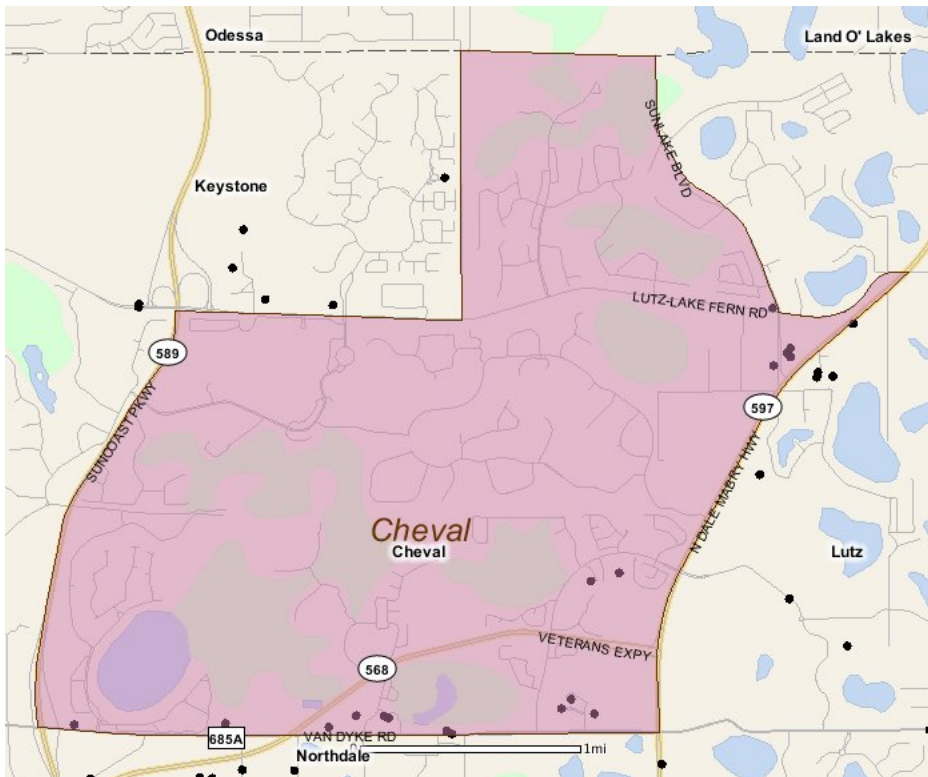 Odessa
Land O' Lakes
SUNLAKE BLVD
Keystone
LUTZ-LAKE FERN RD
589
597
SUNCOAST PKWY
N DALE MABRY HWY
Cheval
Cheval
Lutz
VETERANS EXPY
568
685A
VAN DYKE RD
0
1mi
Northdale